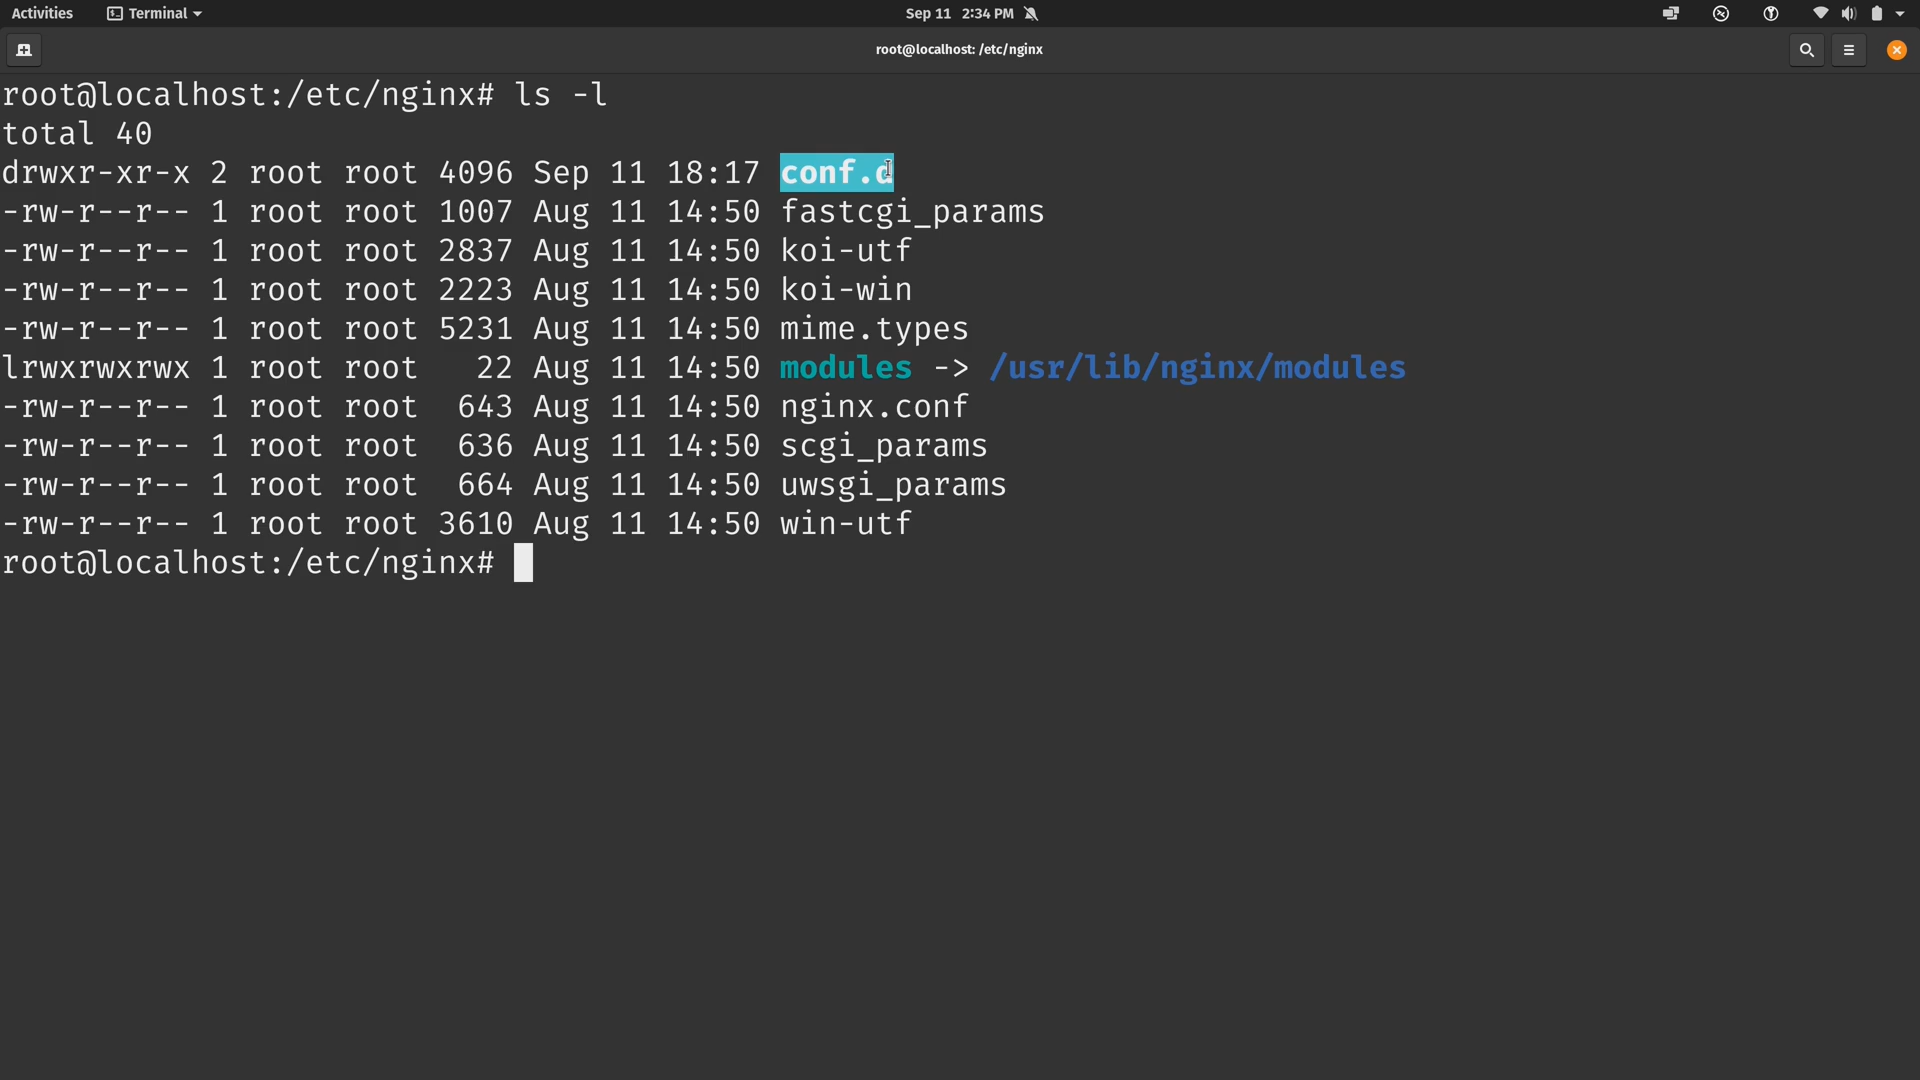 Activities Terminal Sep 11 2:34 PM
root@localhost: /etc/nginx
root@localhost:/etc/nginx# ls -l
total 40
drwxr-xr-x 2 root root 4096 Sep 11 18:17 conf.d
-rw-r--r-- 1 root root 1007 Aug 11 14:50 fastcgi_params
-rw-r--r-- 1 root root 2837 Aug 11 14:50 koi-utf
-rw-r--r-- 1 root root 2223 Aug 11 14:50 koi-win
-rw-r--r-- 1 root root 5231 Aug 11 14:50 mime.types
lrwxrwxrwx 1 root root   22 Aug 11 14:50 modules -> /usr/lib/nginx/modules
-rw-r--r-- 1 root root  643 Aug 11 14:50 nginx.conf
-rw-r--r-- 1 root root  636 Aug 11 14:50 scgi_params
-rw-r--r-- 1 root root  664 Aug 11 14:50 uwsgi_params
-rw-r--r-- 1 root root 3610 Aug 11 14:50 win-utf
root@localhost:/etc/nginx#